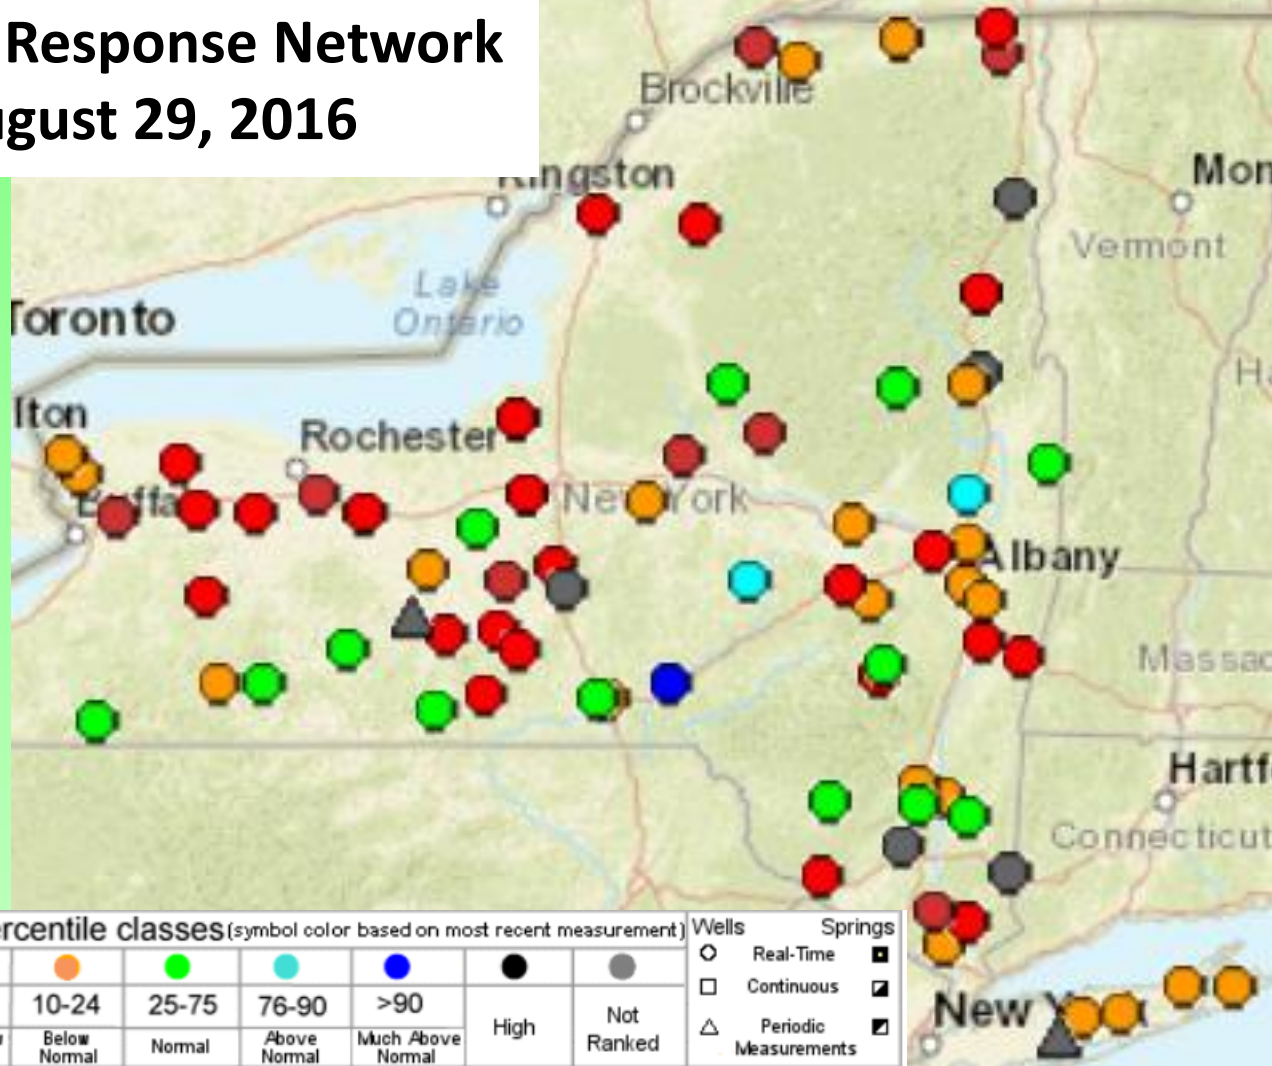 Response Network
gust 29, 2016
Brockville
Kingston
Mon
Vermont
Lake
Ontario
Toronto
Ha
lton
Rochester
Buffa
New York
Albany
Massac
Hartf
Connecticut
New Y
rcentile classes (symbol color based on most recent measurement)
Wells Springs
Real-Time
Continuous
Periodic
Measurements
10-24 25-75 76-90 >90 High Not Ranked
Below Normal Normal Above Normal Much Above Normal